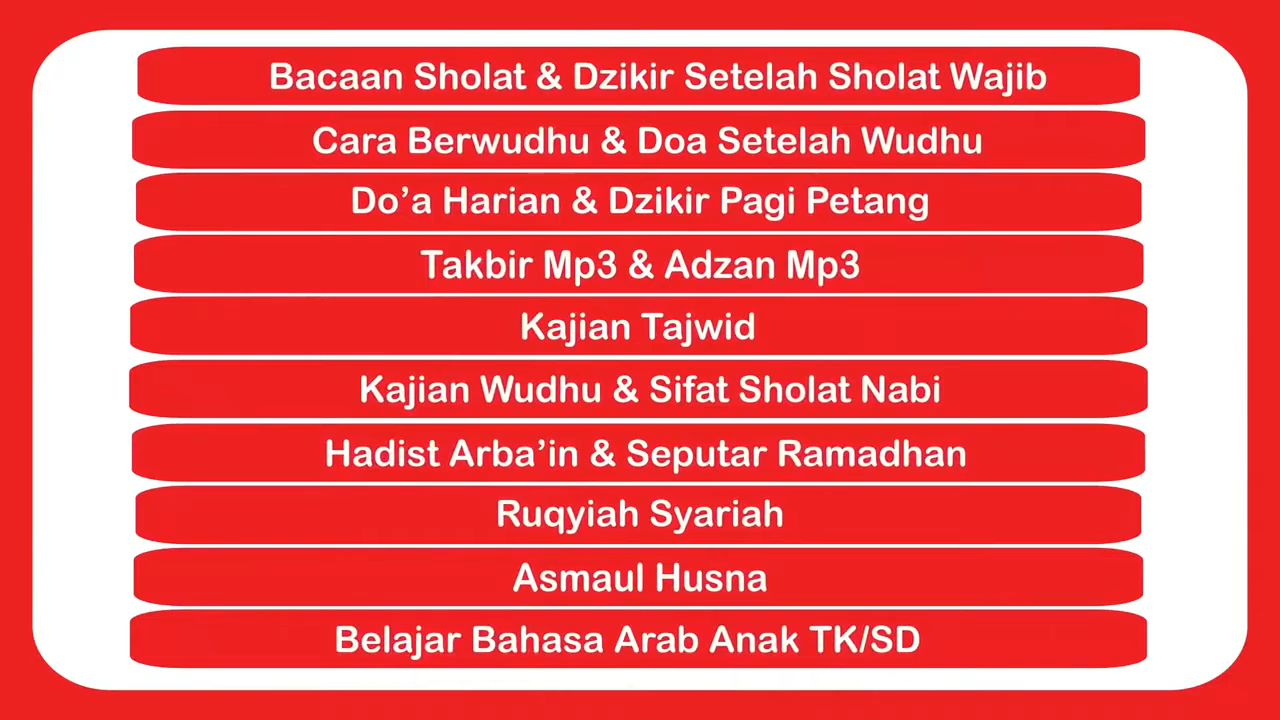 Bacaan Sholat & Dzikir Setelah Sholat Wajib
Cara Berwudhu & Doa Setelah Wudhu
Do’a Harian & Dzikir Pagi Petang
Takbir Mp3 & Adzan Mp3
Kajian Tajwid
Kajian Wudhu & Sifat Sholat Nabi
Hadist Arba’in & Seputar Ramadhan
Ruqyiah Syariah
Asmaul Husna
Belajar Bahasa Arab Anak TK/SD